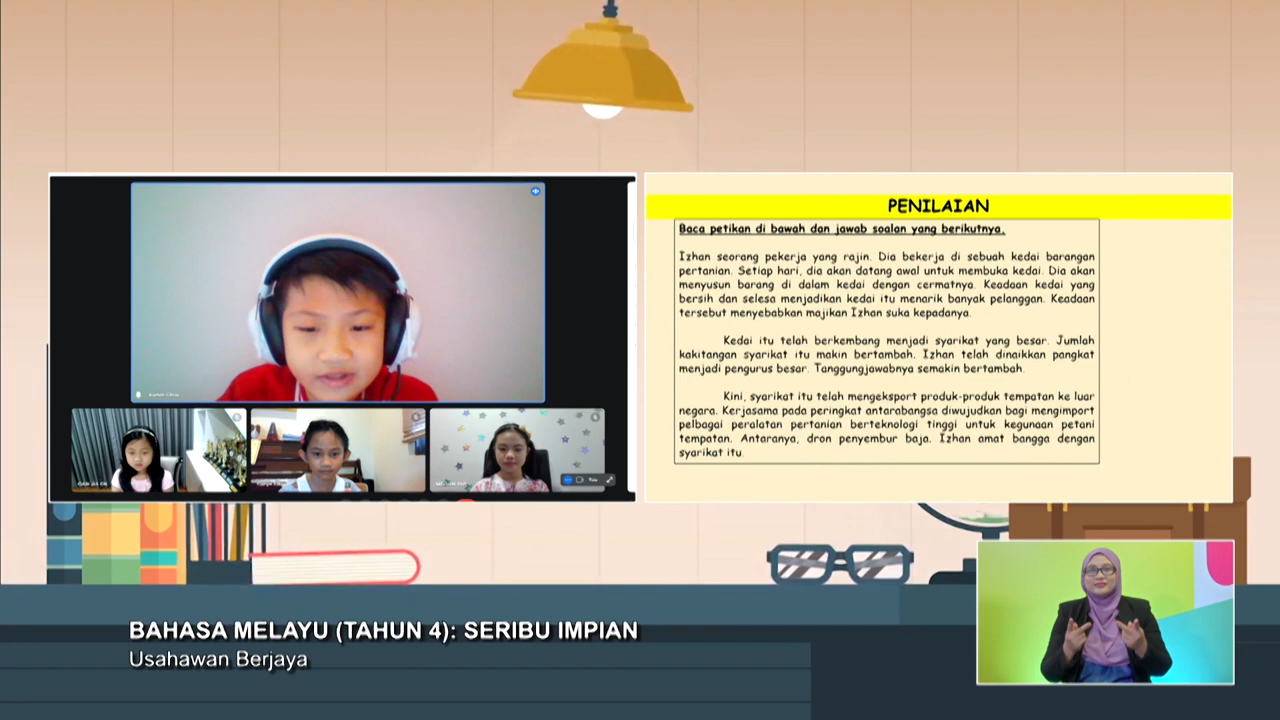 PENILAIAN
Baca petikan di bawah dan jawab soalan yang berikutnya.
Izhan seorang pekerja yang rajin. Dia bekerja di sebuah kedai barangan
pertanian. Setiap hari, dia akan datang awal untuk membuka kedai. Dia akan
menyusun barang di dalam kedai dengan cermatnya. Keadaan kedai yang
bersih dan selesa menjadikan kedai itu menarik banyak pelanggan. Keadaan
tersebut menyebabkan majikan Izhan suka kepadanya.
Kedai itu telah berkembang menjadi syarikat yang besar. Jumlah
kakitangan syarikat itu makin bertambah. Izhan telah dinaikkan pangkat
menjadi pengurus besar. Tanggungjawabnya semakin bertambah.
Kini, syarikat itu telah mengeksport produk-produk tempatan ke luar
negara. Kerjasama pada peringkat antarabangsa diwujudkan bagi mengimport
pelbagai peralatan pertanian berteknologi tinggi untuk kegunaan petani
tempatan. Antaranya, dron penyembur baja. Izhan amat bangga dengan
syarikat itu.
BAHASA MELAYU (TAHUN 4): SERIBU IMPIAN
Usahawan Berjaya